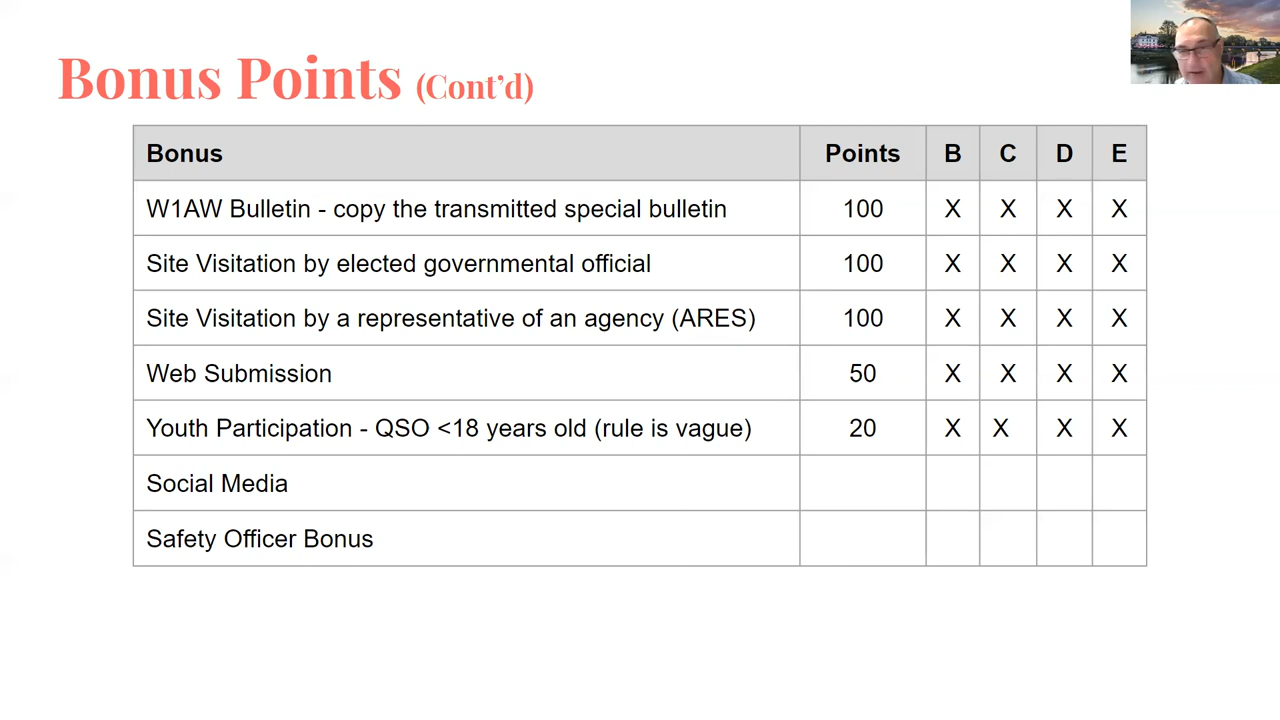 Bonus Points (Cont’d)
Bonus Points B C D E
W1AW Bulletin - copy the transmitted special bulletin 100 X X X X
Site Visitation by elected governmental official 100 X X X X
Site Visitation by a representative of an agency (ARES) 100 X X X X
Web Submission 50 X X X X
Youth Participation - QSO <18 years old (rule is vague) 20 X X X X
Social Media
Safety Officer Bonus